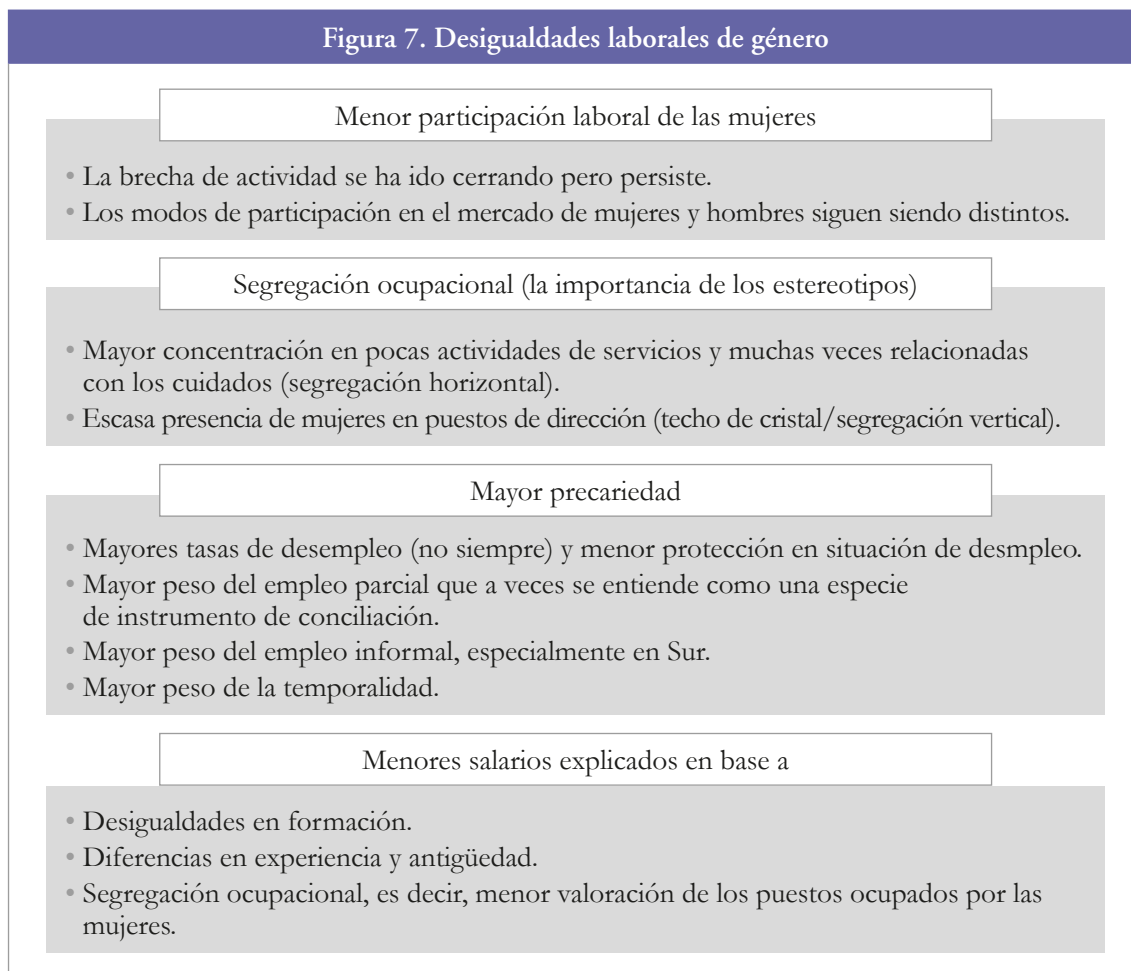 Figura 7. Desigualdades laborales de género
Menor participación laboral de las mujeres
• La brecha de actividad se ha ido cerrando pero persiste.
• Los modos de participación en el mercado de mujeres y hombres siguen siendo distintos.
Segregación ocupacional (la importancia de los estereotipos)
• Mayor concentración en pocas actividades de servicios y muchas veces relacionadas
con los cuidados (segregación horizontal).
• Escasa presencia de mujeres en puestos de dirección (techo de cristal/segregación vertical).
Mayor precariedad
• Mayores tasas de desempleo (no siempre) y menor protección en situación de desmpleo.
• Mayor peso del empleo parcial que a veces se entiende como una especie
de instrumento de conciliación.
• Mayor peso del empleo informal, especialmente en Sur.
• Mayor peso de la temporalidad.
Menores salarios explicados en base a
• Desigualdades en formación.
• Diferencias en experiencia y antigüedad.
• Segregación ocupacional, es decir, menor valoración de los puestos ocupados por las
mujeres.